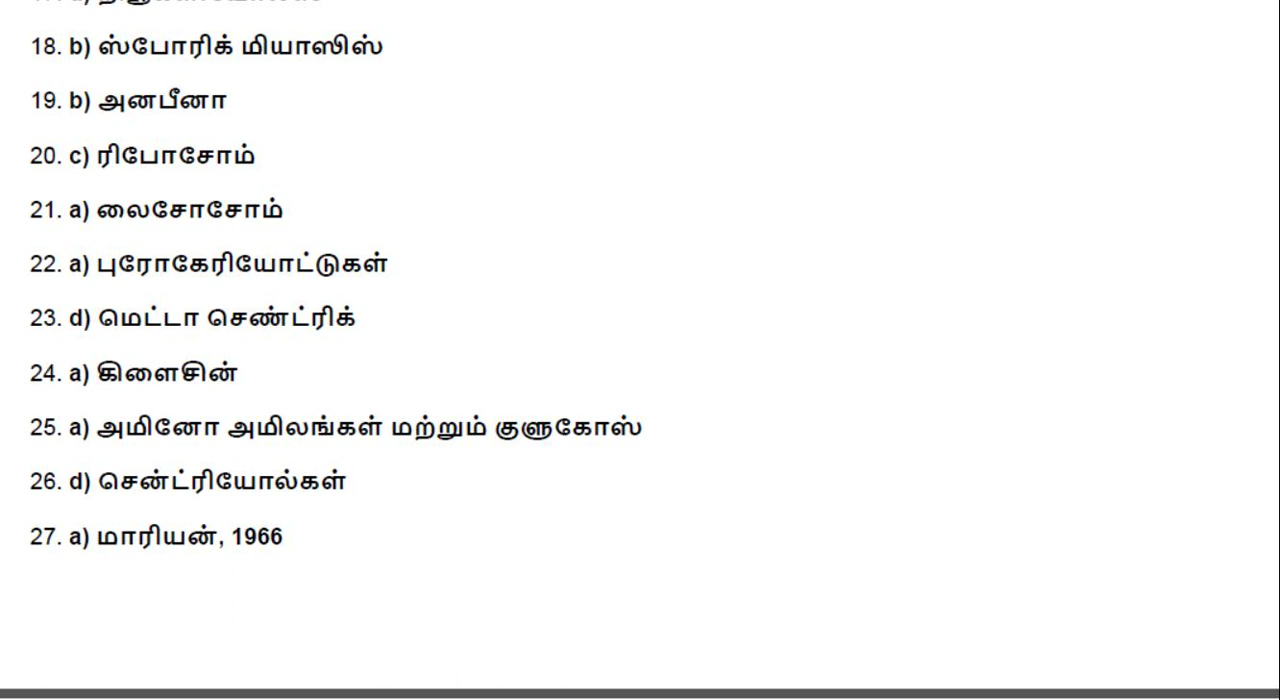 18. b) ஸ்போரிக் மியாஸிஸ்
19. b) அனபீனா
20. c) ரிபோசோம்
21. a) லைசோசோம்
22. a) புரோகேரியோட்டுகள்
23. d) மெட்டா செண்ட்ரிக்
24. a) கிளைசின்
25. a) அமினோ அமிலங்கள் மற்றும் குளுகோஸ்
26. d) சென்ட்ரியோல்கள்
27. a) மாரியன், 1966